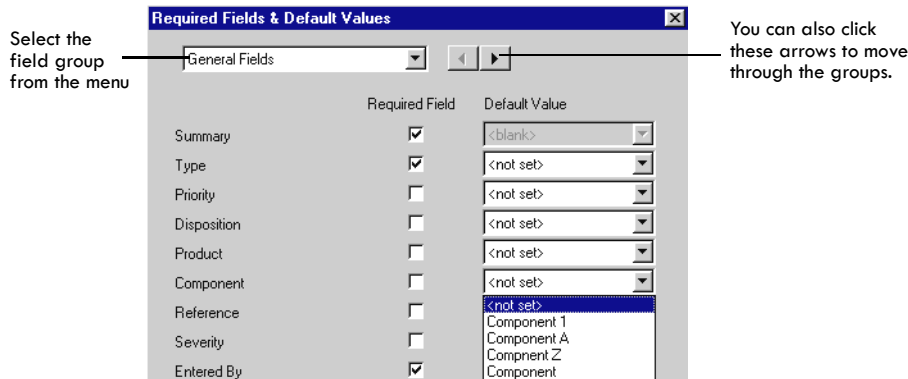 Required Fields & Default Values
Select the
field group
from the menu
General Fields
You can also click
these arrows to move
through the groups.
Required Field Default Value
Summary <blank>
Type <not set>
Priority <not set>
Disposition <not set>
Product <not set>
Component <not set>
Reference <not set>
Component 1
Severity Component A
Compnent Z
Entered By Component